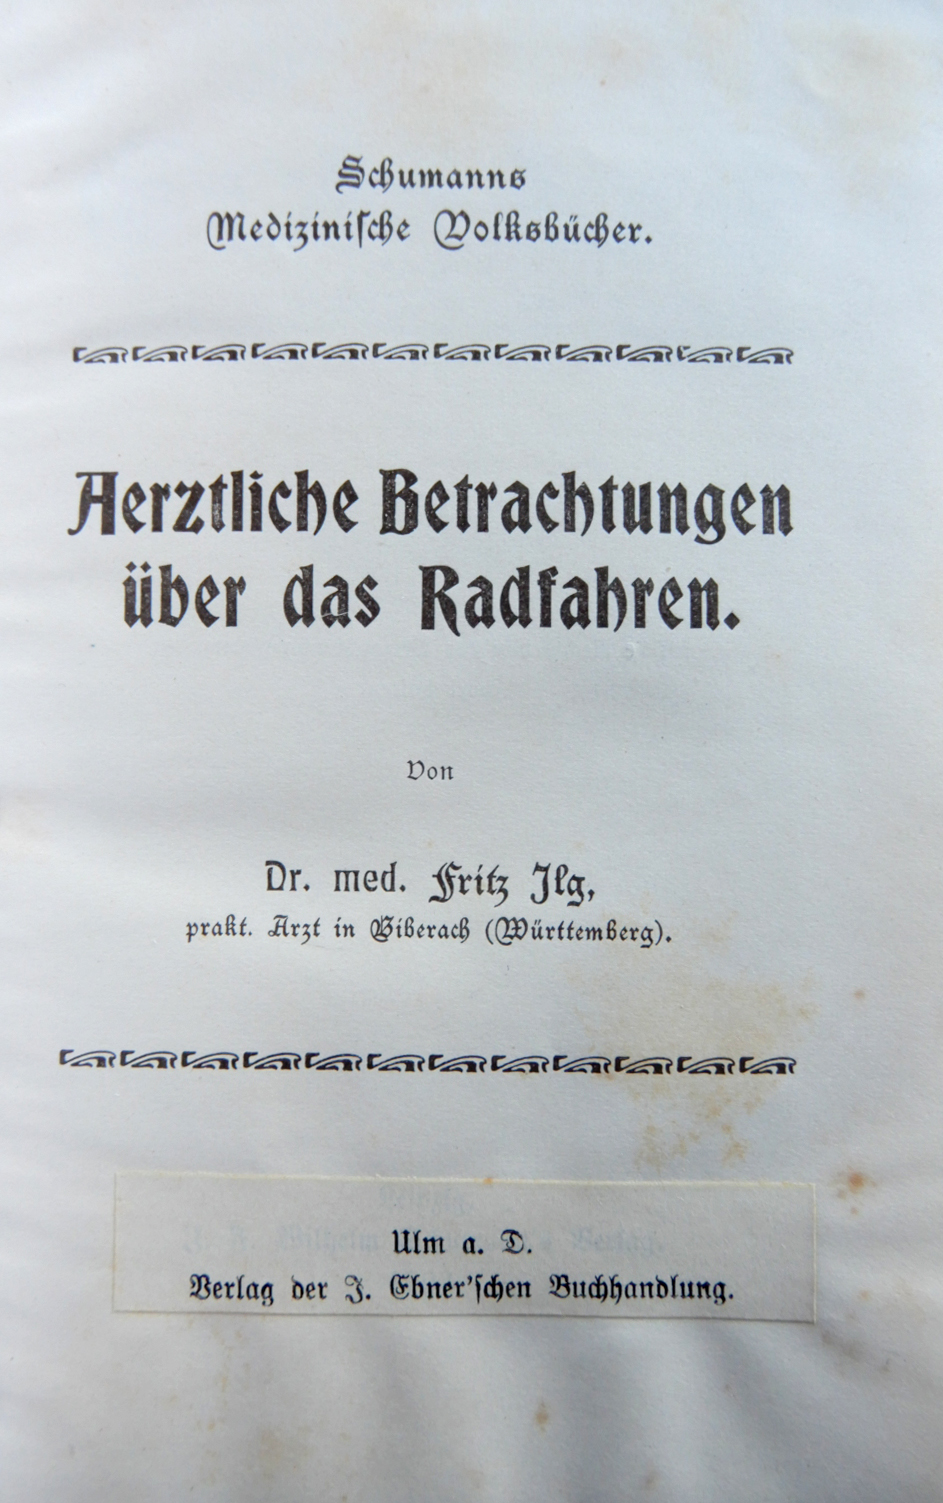 Schumanns
Medizinische Volksbücher.
Aerztliche Betrachtungen
über das Radfahren.
Von
Dr. med. Fritz Ilg,
prakt. Arzt in Biberach (Württemberg).
Ulm a. D.
Verlag der J. Ebner'schen Buchhandlung.